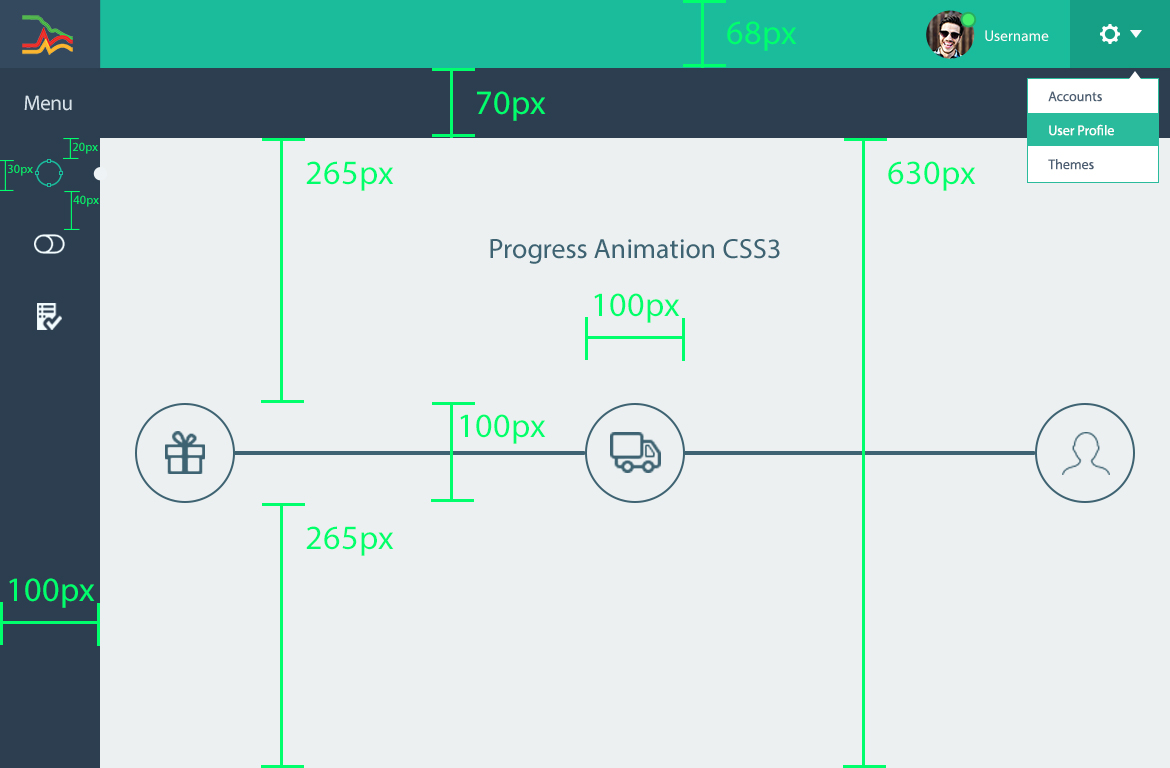 68px
Username
Menu
70px
Accounts
User Profile
Themes
20px
30px
40px
265px
630px
Progress Animation CSS3
100px
100px
265px
100px